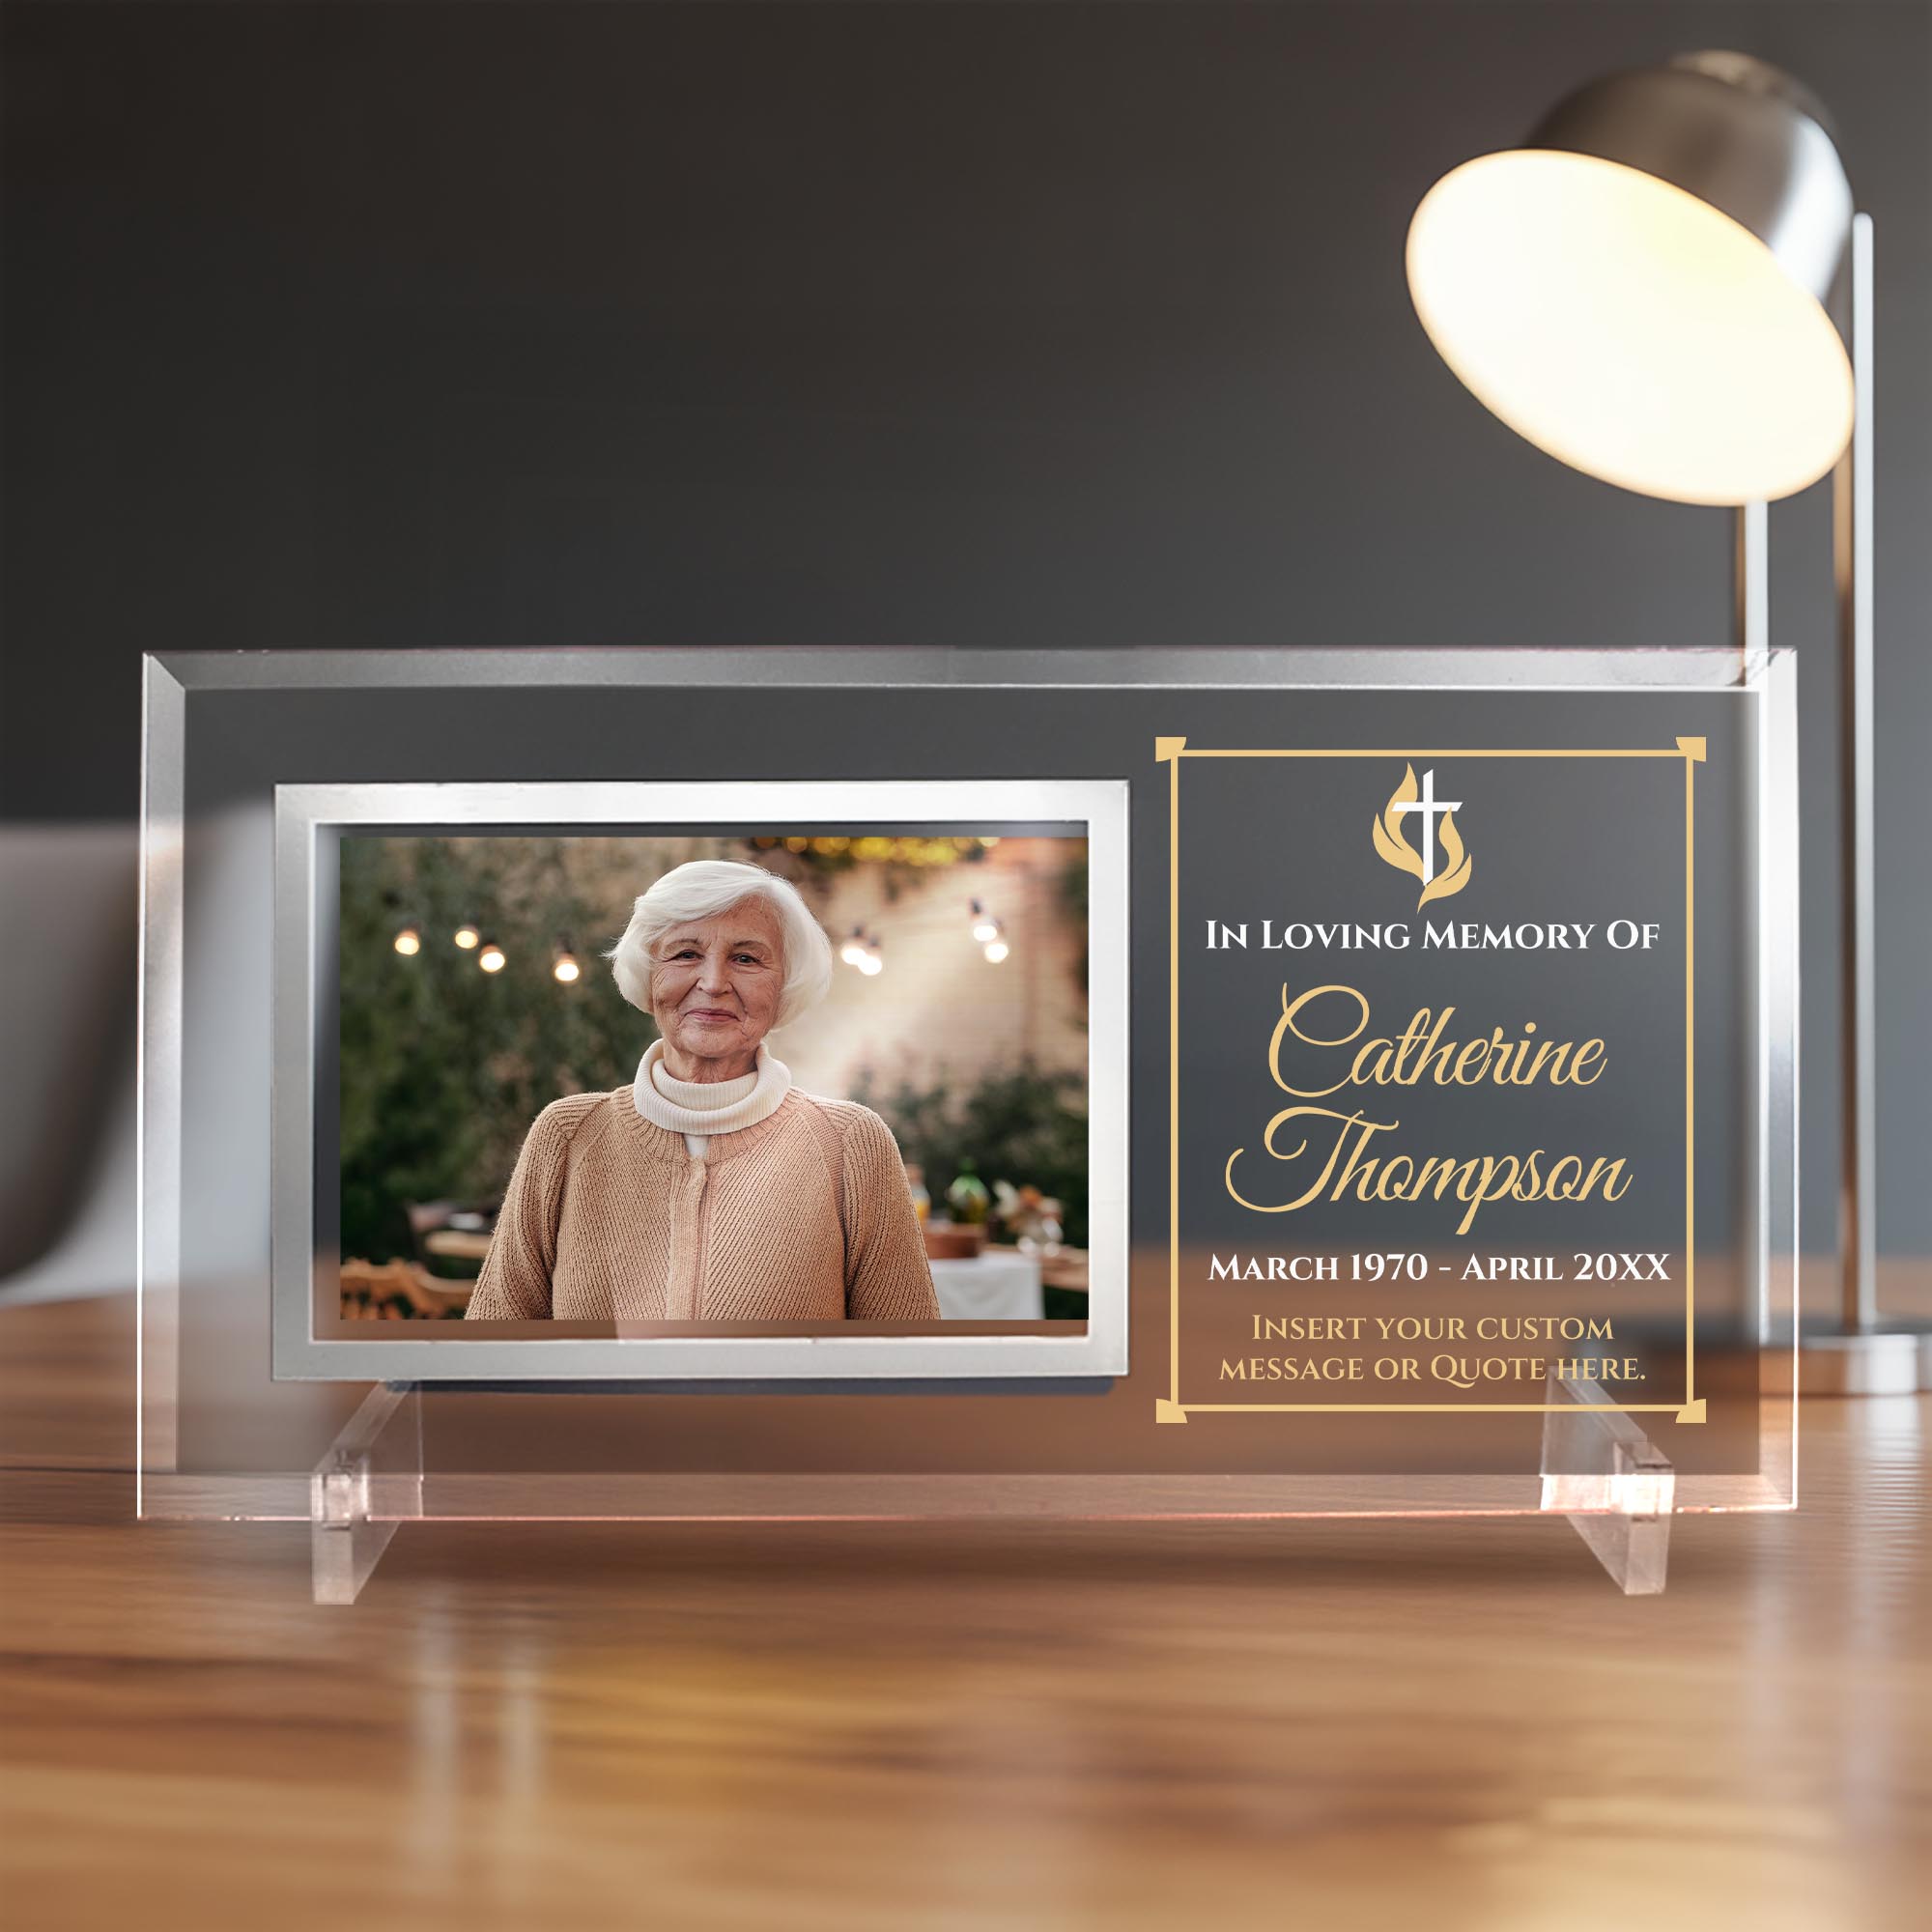 In Loving Memory Of
Catherine
Thompson
March 1970 - April 20XX
Insert your custom
message or Quote here.